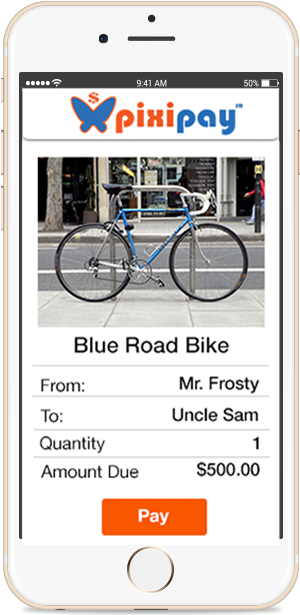 9:41 AM
50%
$
pixipay™
Blue Road Bike
From: Mr. Frosty
To: Uncle Sam
Quantity 1
Amount Due $500.00
Pay